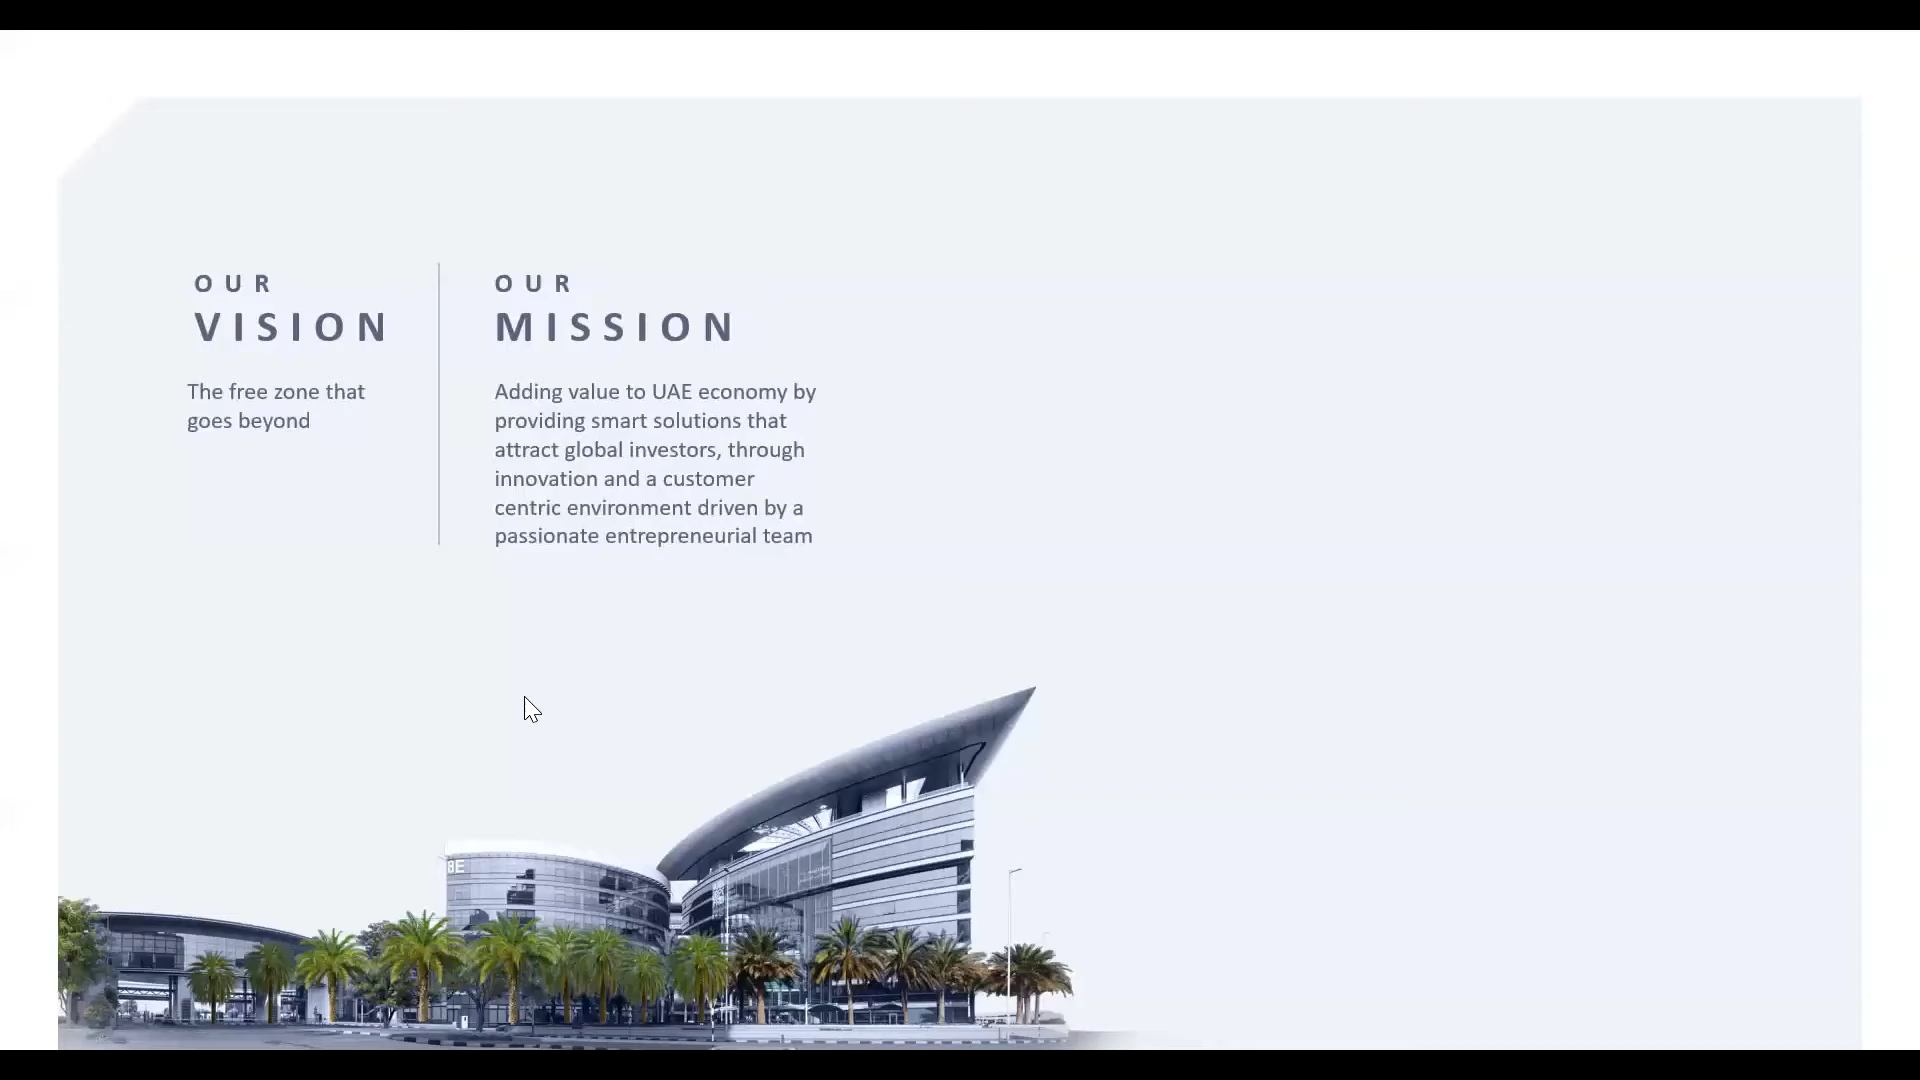 OUR
VISION
The free zone that
goes beyond
OUR
MISSION
Adding value to UAE economy by
providing smart solutions that
attract global investors, through
innovation and a customer
centric environment driven by a
passionate entrepreneurial team
8E